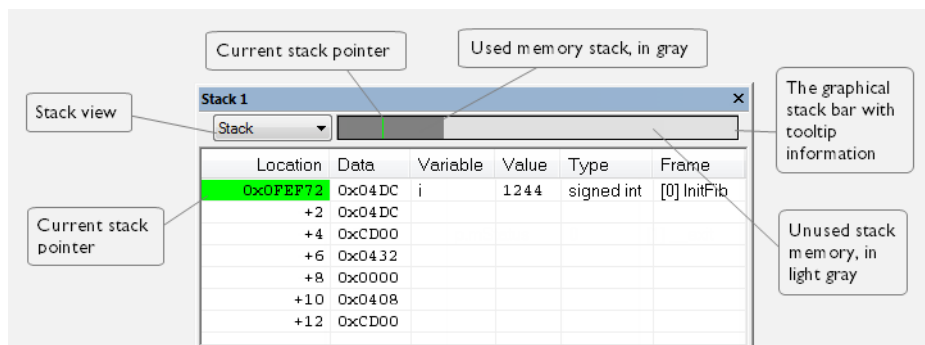 Current stack pointer
Used memory stack, in gray
The graphical
stack bar with
tooltip
information
Stack view
Stack 1
Stack
Location Data Variable Value Type Frame
0x0FEF72 0x04DC i 1244 signed int [0] InitFib
+2 0x04DC
+4 0xCD00
+6 0x0432
+8 0x0000
+10 0x0408
+12 0xCD00
Current stack
pointer
Unused stack
memory, in
light gray